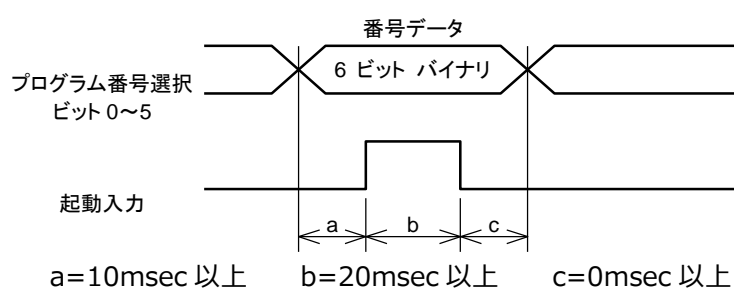 番号データ
6 ビット バイナリ
プログラム番号選択
ビット 0～5
起動入力
a
b
c
a=10msec 以上
b=20msec 以上
c=0msec 以上